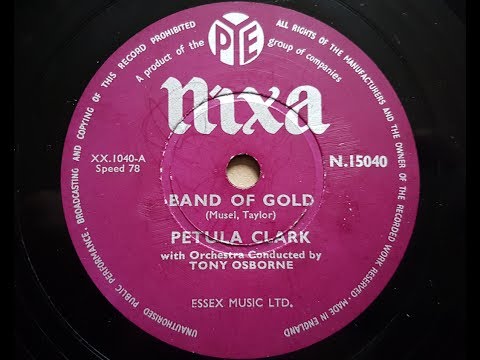 PYE
A product of the group of companies
nixa
XX.1040-A
Speed 78
N.15040
BAND OF GOLD
(Musel, Taylor)
PETULA CLARK
with Orchestra Conducted by
TONY OSBORNE
ESSEX MUSIC LTD.
ALL RIGHTS OF THE MANUFACTURERS AND THE OWNER OF THE RECORDED WORK RESERVED·MADE IN ENGLAND
UNAUTHORISED PUBLIC PERFORMANCE, BROADCASTING AND COPYING OF THIS RECORD PROHIBITED